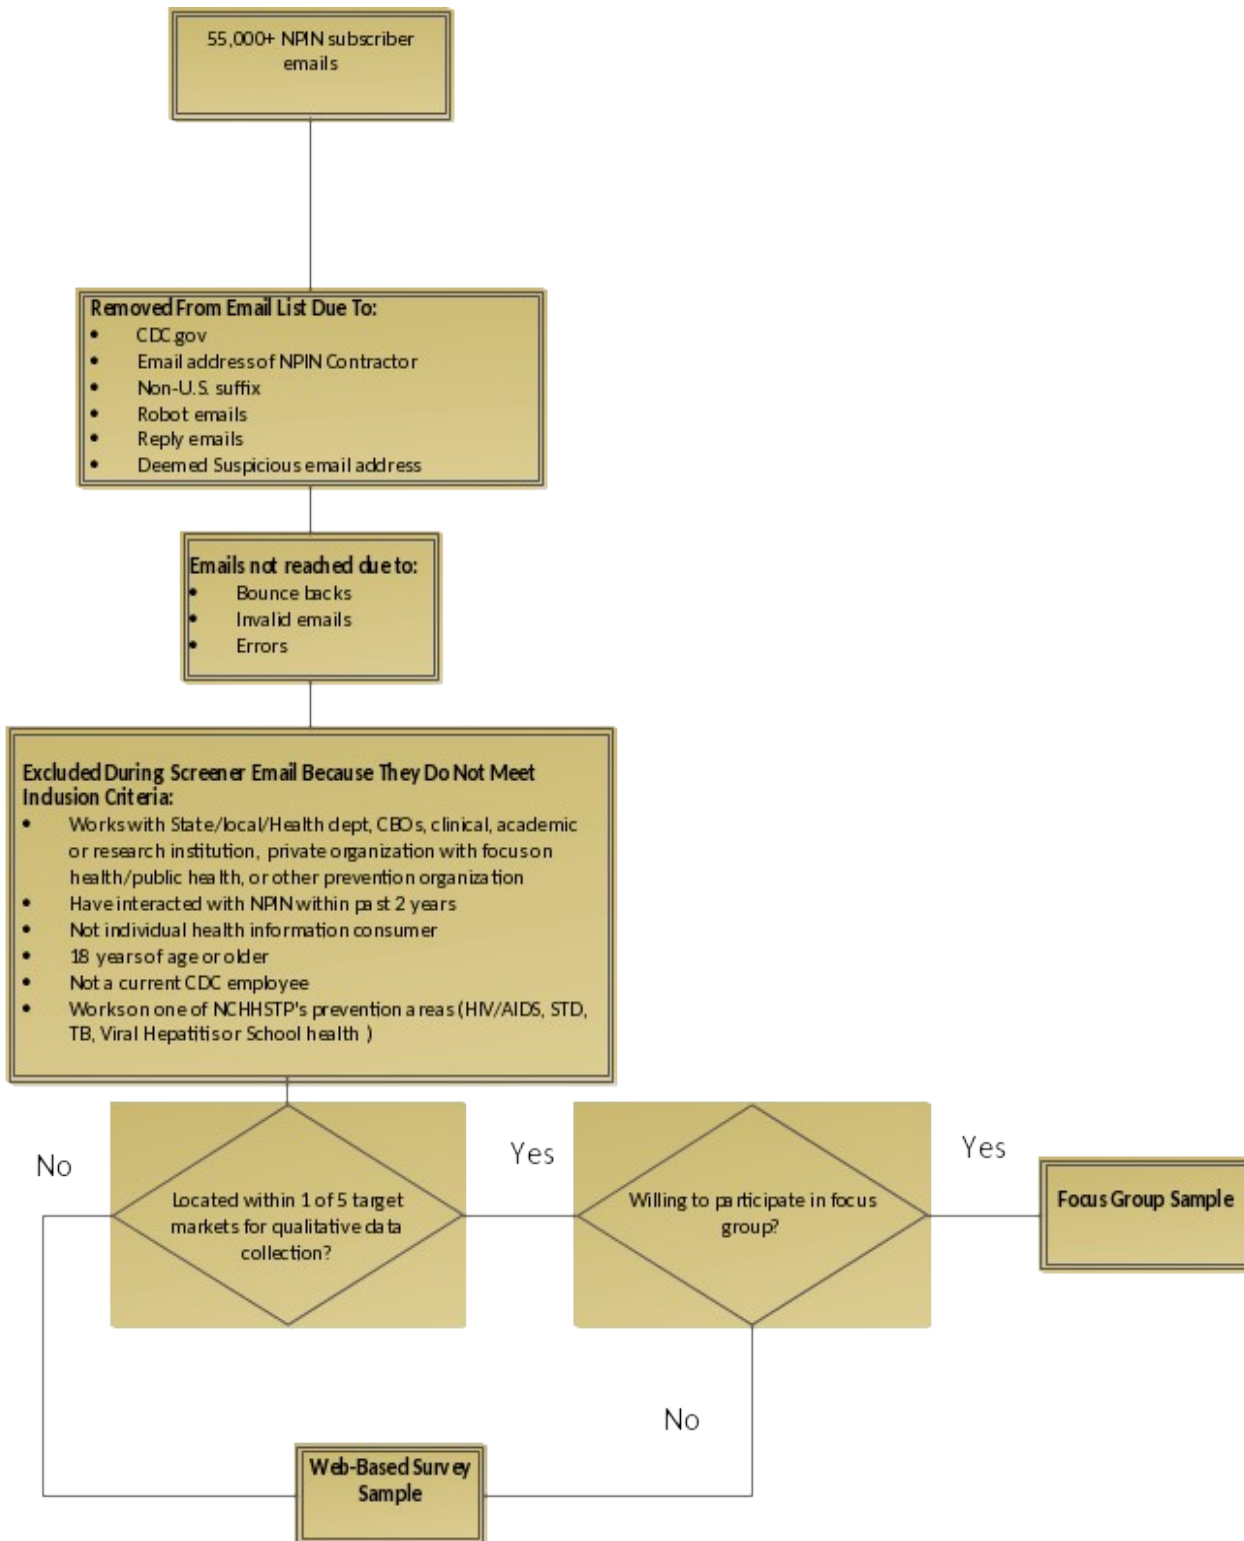 55,000+ NPIN subscriber
emails
Removed From Email List Due To:
• CDC.gov
• Email address of NPIN Contractor
• Non-U.S. suffix
• Robot emails
• Reply emails
• Deemed Suspicious email address
Emails not reached due to:
• Bounce backs
• Invalid emails
• Errors
Excluded During Screener Email Because They Do Not Meet
Inclusion Criteria:
• Works with State/local/Health dept, CBOs, clinical, academic
or research institution, private organization with focus on
health/public health, or other prevention organization
• Have interacted with NPIN within past 2 years
• Not individual health information consumer
• 18 years of age or older
• Not a current CDC employee
• Works on one of NCHHSTP's prevention areas (HIV/AIDS, STD,
TB, Viral Hepatitis or School health )
No
Located within 1 of 5 target
markets for qualitative data
collection?
Yes
Willing to participate in focus
group?
Yes
Focus Group Sample
No
Web-Based Survey
Sample